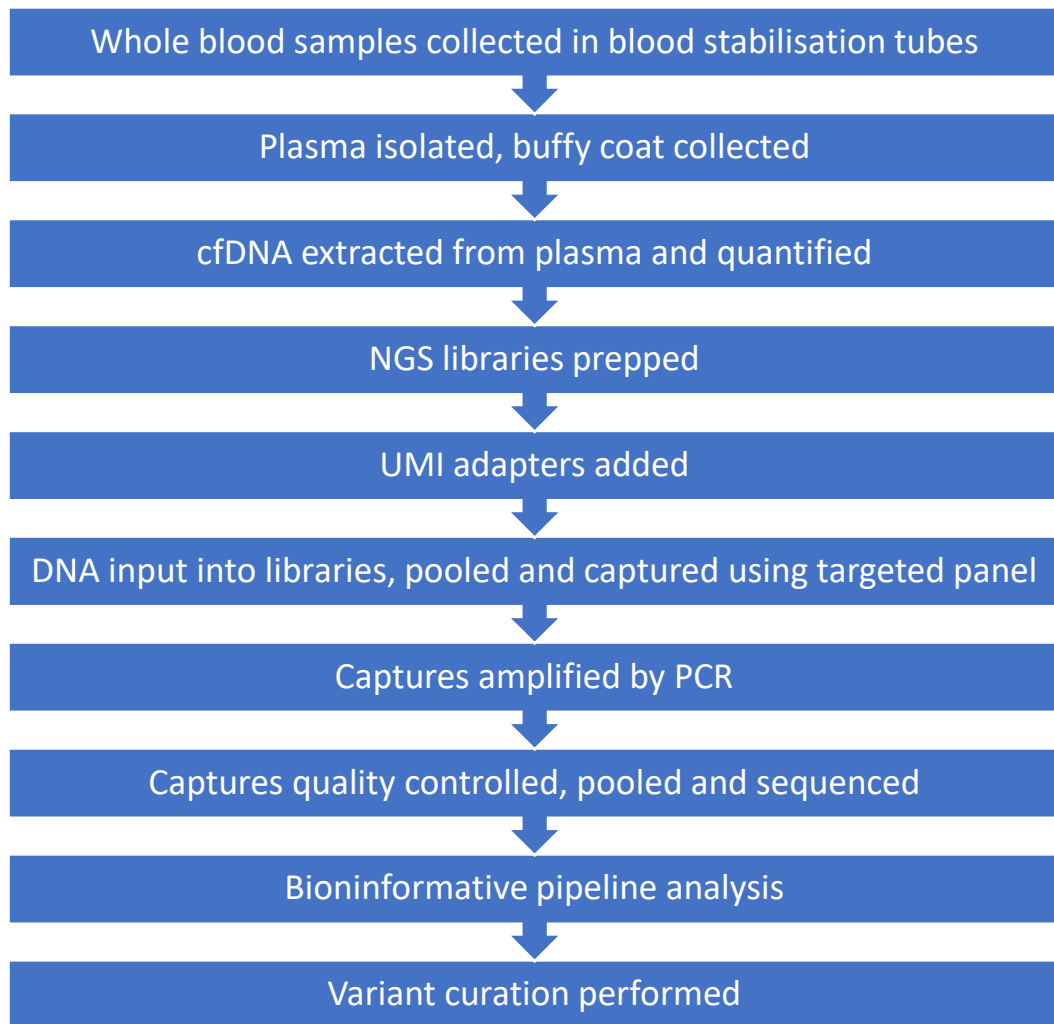 Whole blood samples collected in blood stabilisation tubes
Plasma isolated, buffy coat collected
cfDNA extracted from plasma and quantified
NGS libraries prepped
UMI adapters added
DNA input into libraries, pooled and captured using targeted panel
Captures amplified by PCR
Captures quality controlled, pooled and sequenced
Bioninformative pipeline analysis
Variant curation performed